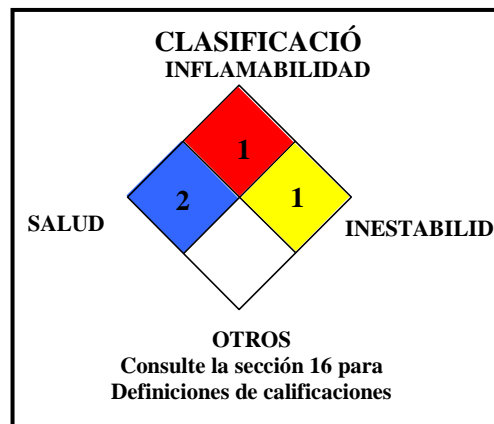 CLASIFICACIÓ
INFLAMABILIDAD
1
2
1
SALUD
INESTABILID
OTROS
Consulte la sección 16 para
Definiciones de calificaciones